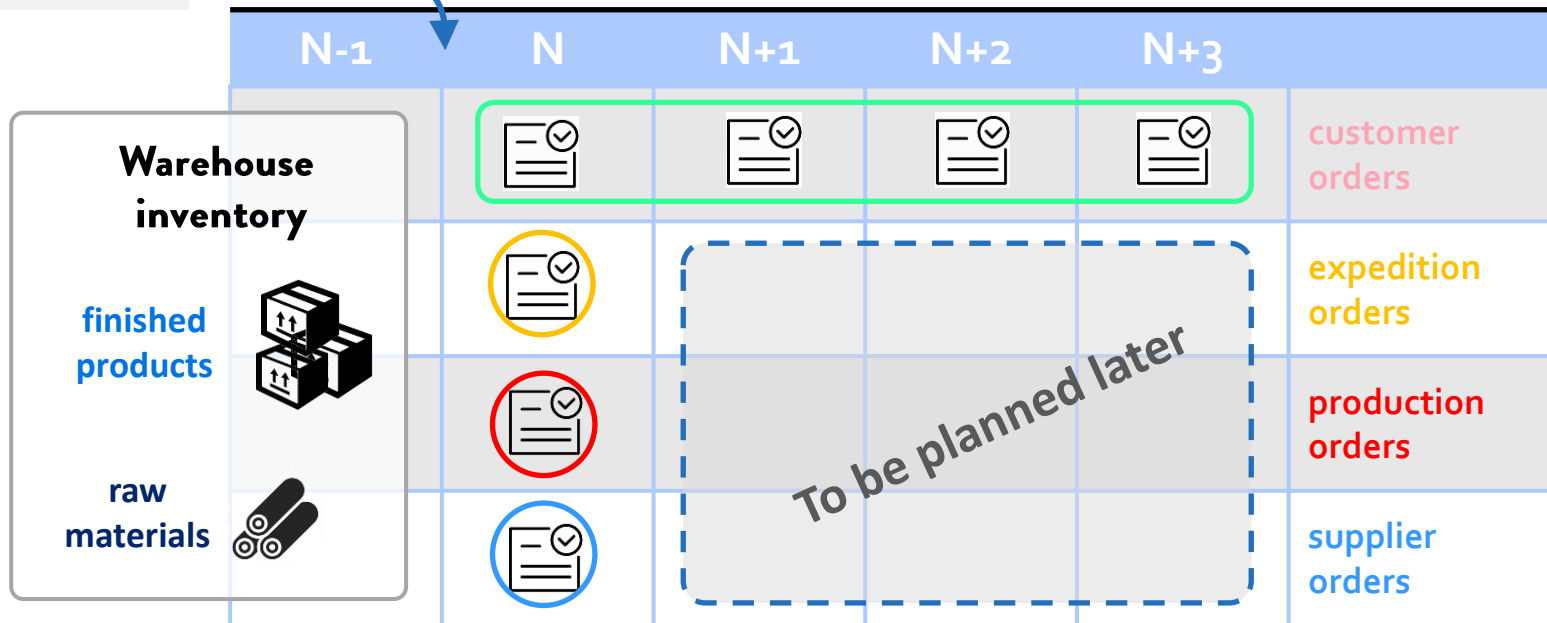 N-1 N N+1 N+2 N+3
Warehouse
inventory
finished
products
raw
materials
customer
orders
expedition
orders
To be planned later
production
orders
supplier
orders